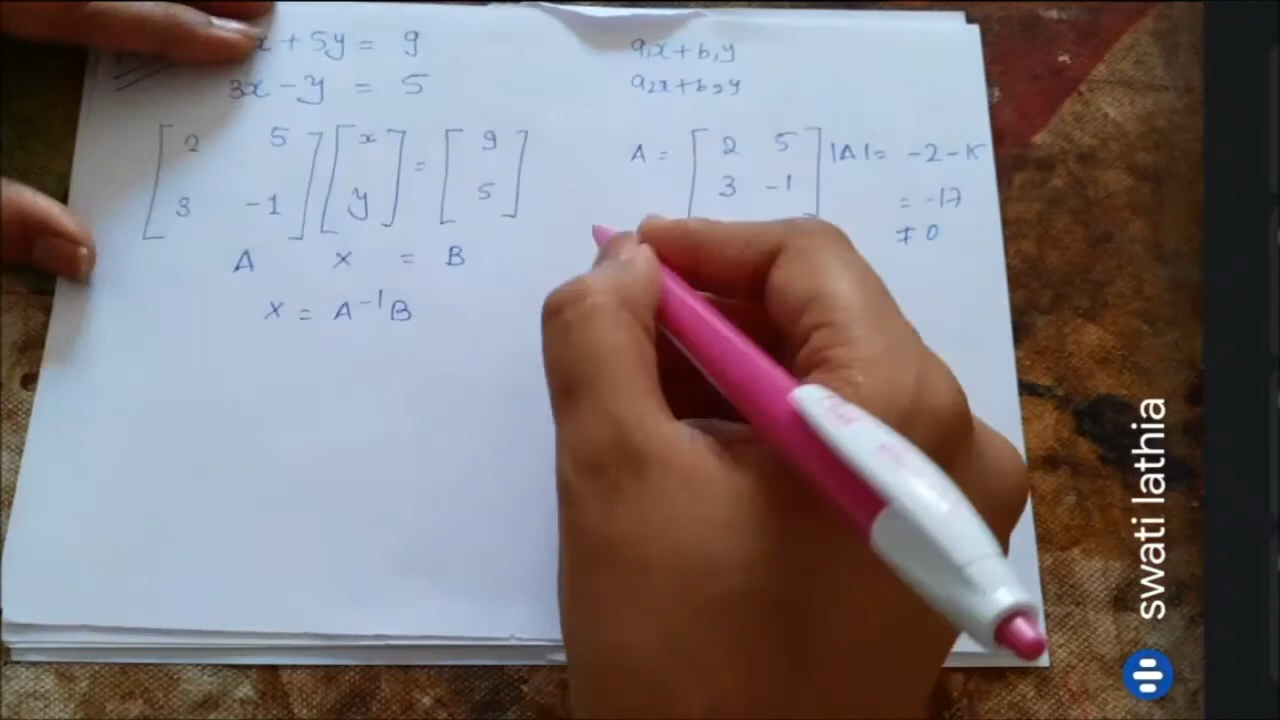 x + 5y = 9
3x - y = 5
[2 5
3 -1] [x
y] = [9
5]
A x = B
x = A⁻¹B
a₁x + b₁y
a₂x + b₂y
A = [2 5
3 -1] |A| = -2-15
= -17
≠ 0
swati lathia